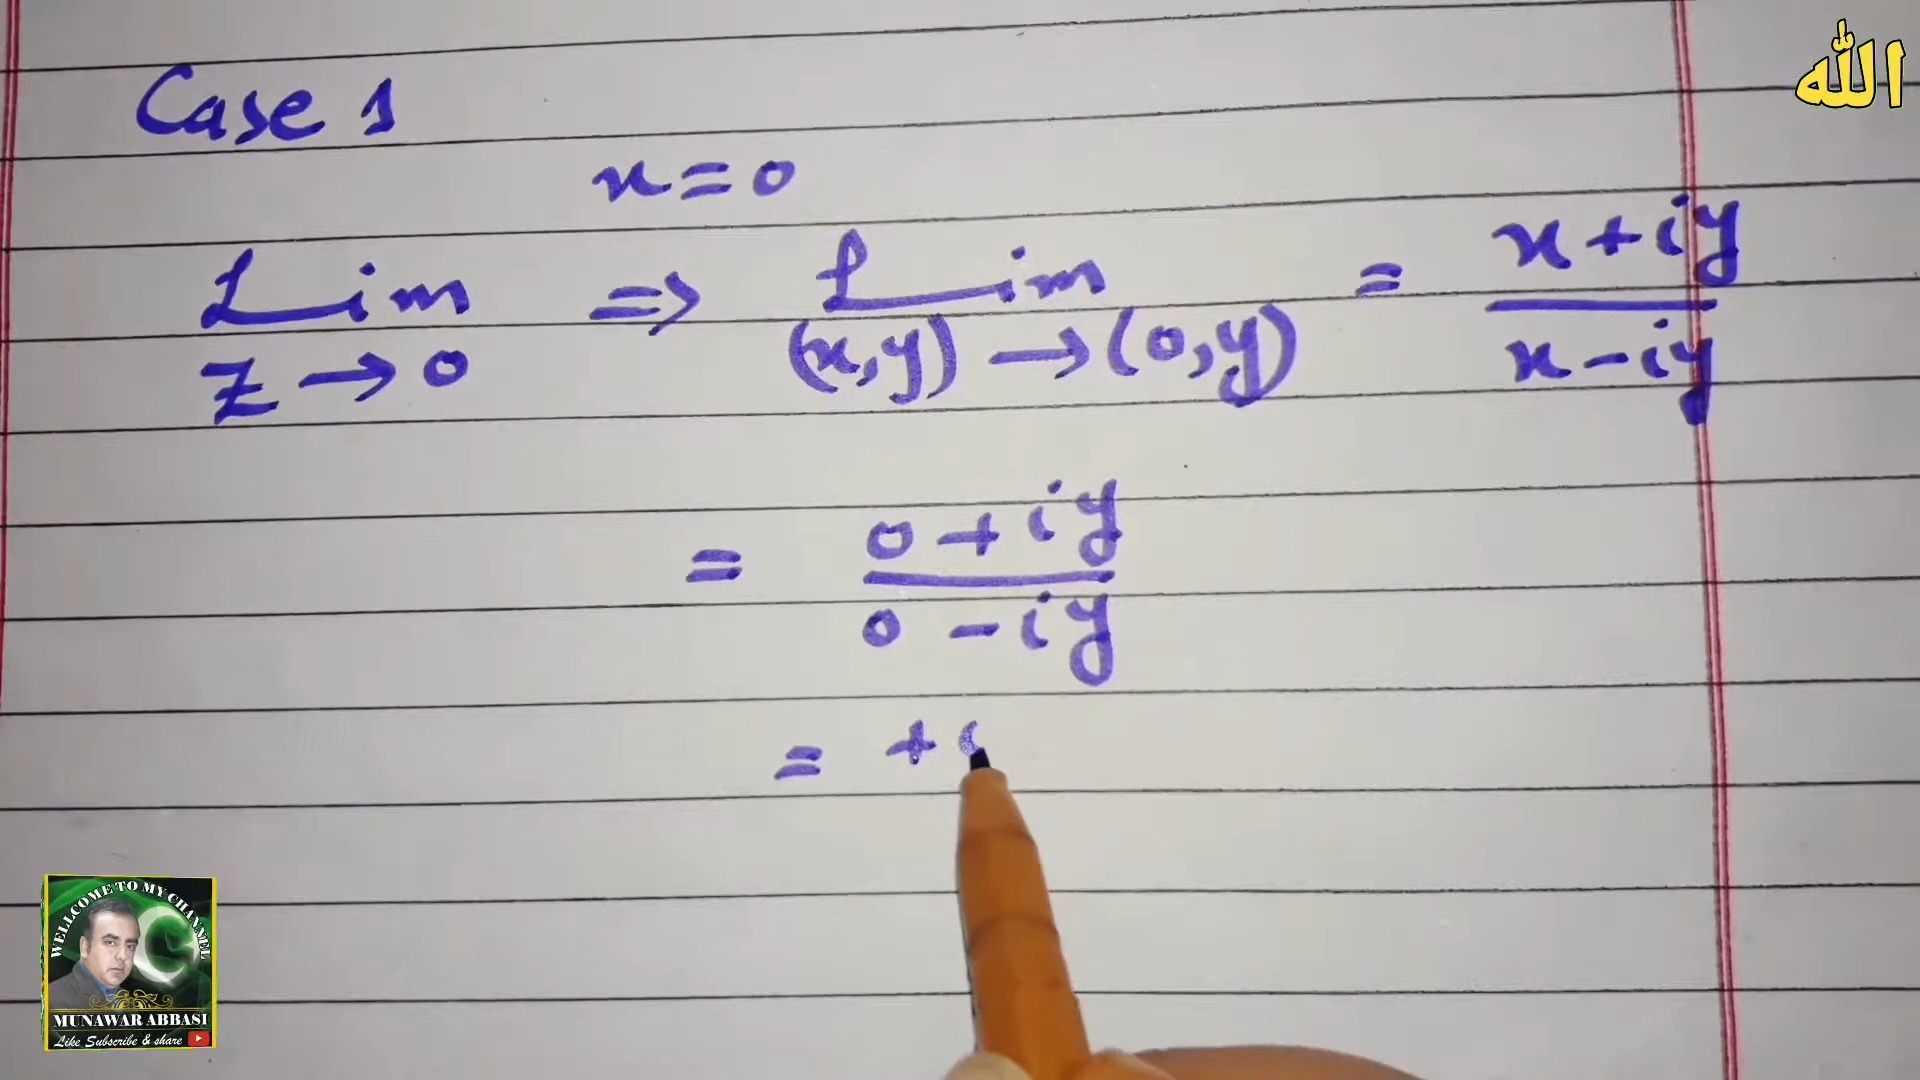 الله
Case 1
x = 0
Lim z → 0 ⇒ Lim (x,y) → (0,y) = x + iy / x - iy
= 0 + iy / 0 - iy
= +
WELLCOME TO MY CHANNEL
MUNAWAR ABBASI
Like Subscribe & share